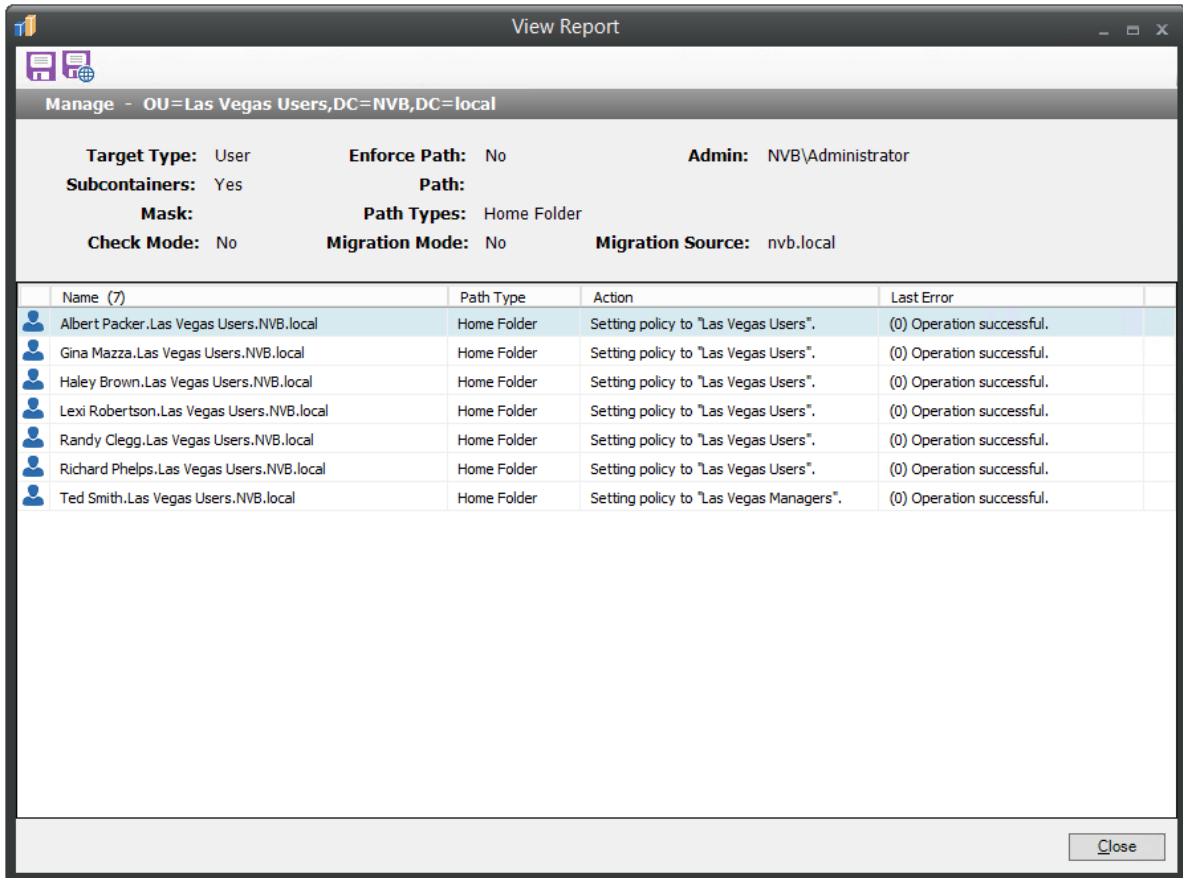 View Report
Manage - OU=Las Vegas Users,DC=NVB,DC=local
Target Type: User Enforce Path: No Admin: NVB\Administrator
Subcontainers: Yes Path:
Mask: Path Types: Home Folder
Check Mode: No Migration Mode: No Migration Source: nvb.local
Name (7) Path Type Action Last Error
Albert Packer.Las Vegas Users.NVB.local Home Folder Setting policy to "Las Vegas Users". (0) Operation successful.
Gina Mazza.Las Vegas Users.NVB.local Home Folder Setting policy to "Las Vegas Users". (0) Operation successful.
Haley Brown.Las Vegas Users.NVB.local Home Folder Setting policy to "Las Vegas Users". (0) Operation successful.
Lexi Robertson.Las Vegas Users.NVB.local Home Folder Setting policy to "Las Vegas Users". (0) Operation successful.
Randy Clegg.Las Vegas Users.NVB.local Home Folder Setting policy to "Las Vegas Users". (0) Operation successful.
Richard Phelps.Las Vegas Users.NVB.local Home Folder Setting policy to "Las Vegas Users". (0) Operation successful.
Ted Smith.Las Vegas Users.NVB.local Home Folder Setting policy to "Las Vegas Managers". (0) Operation successful.
Close